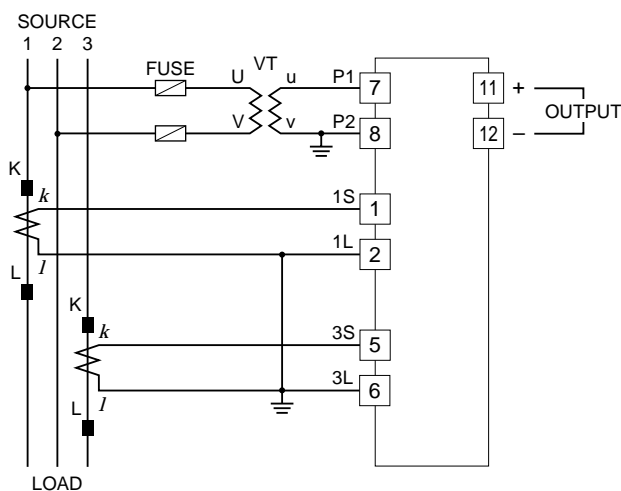 SOURCE
1 2 3
FUSE
VT
U u P1 7
11 +
OUTPUT
V v P2 8
12 –
K
k 1S 1
1L 2
l
L
K
k 3S 5
3L 6
L l
LOAD